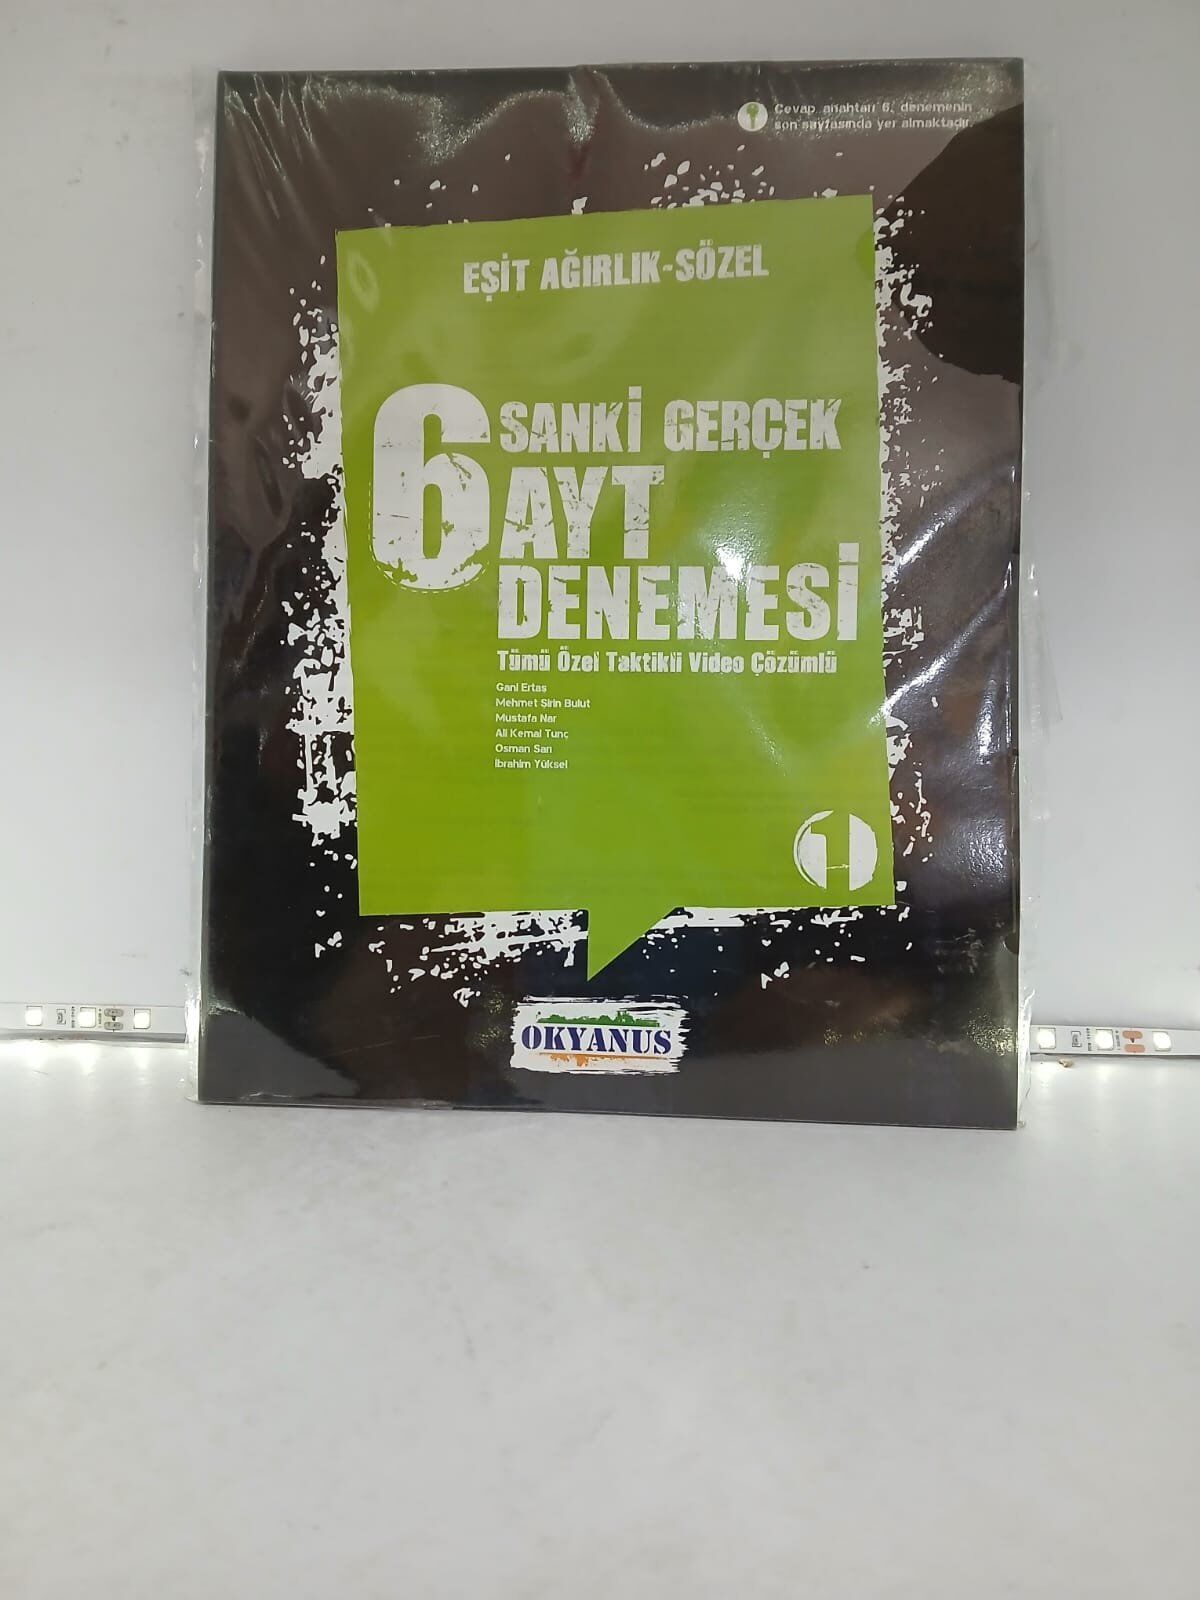 Cevap anahtarı 6. denemenin
son sayfasında yer almaktadır.
EŞİT AĞIRLIK-SÖZEL
6 SANKİ GERÇEK
AYT
DENEMESİ
Tümü Özel Taktikli Video Çözümlü
Gani Ertaş
Mehmet Şirin Bulut
Mustafa Nar
Ali Kemal Tunç
Osman Sarı
İbrahim Yüksel
1
OKYANUS